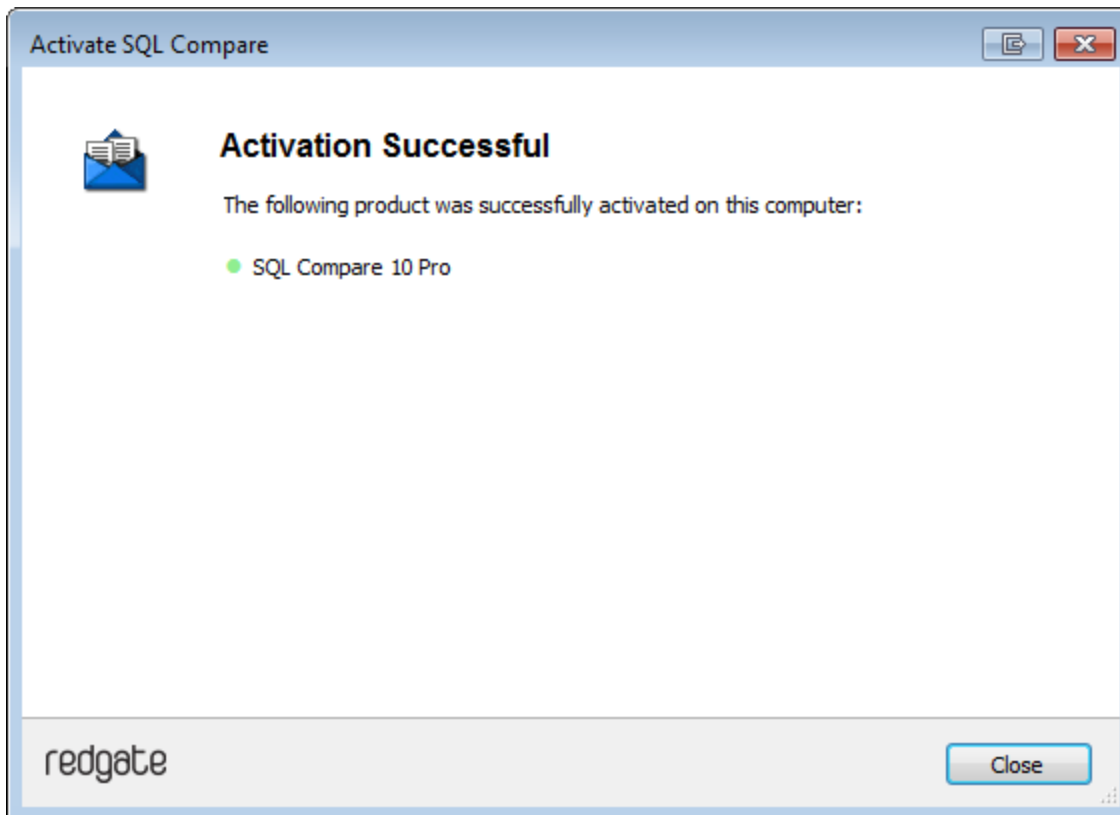 Activate SQL Compare
Activation Successful
The following product was successfully activated on this computer:
SQL Compare 10 Pro
redgate
Close